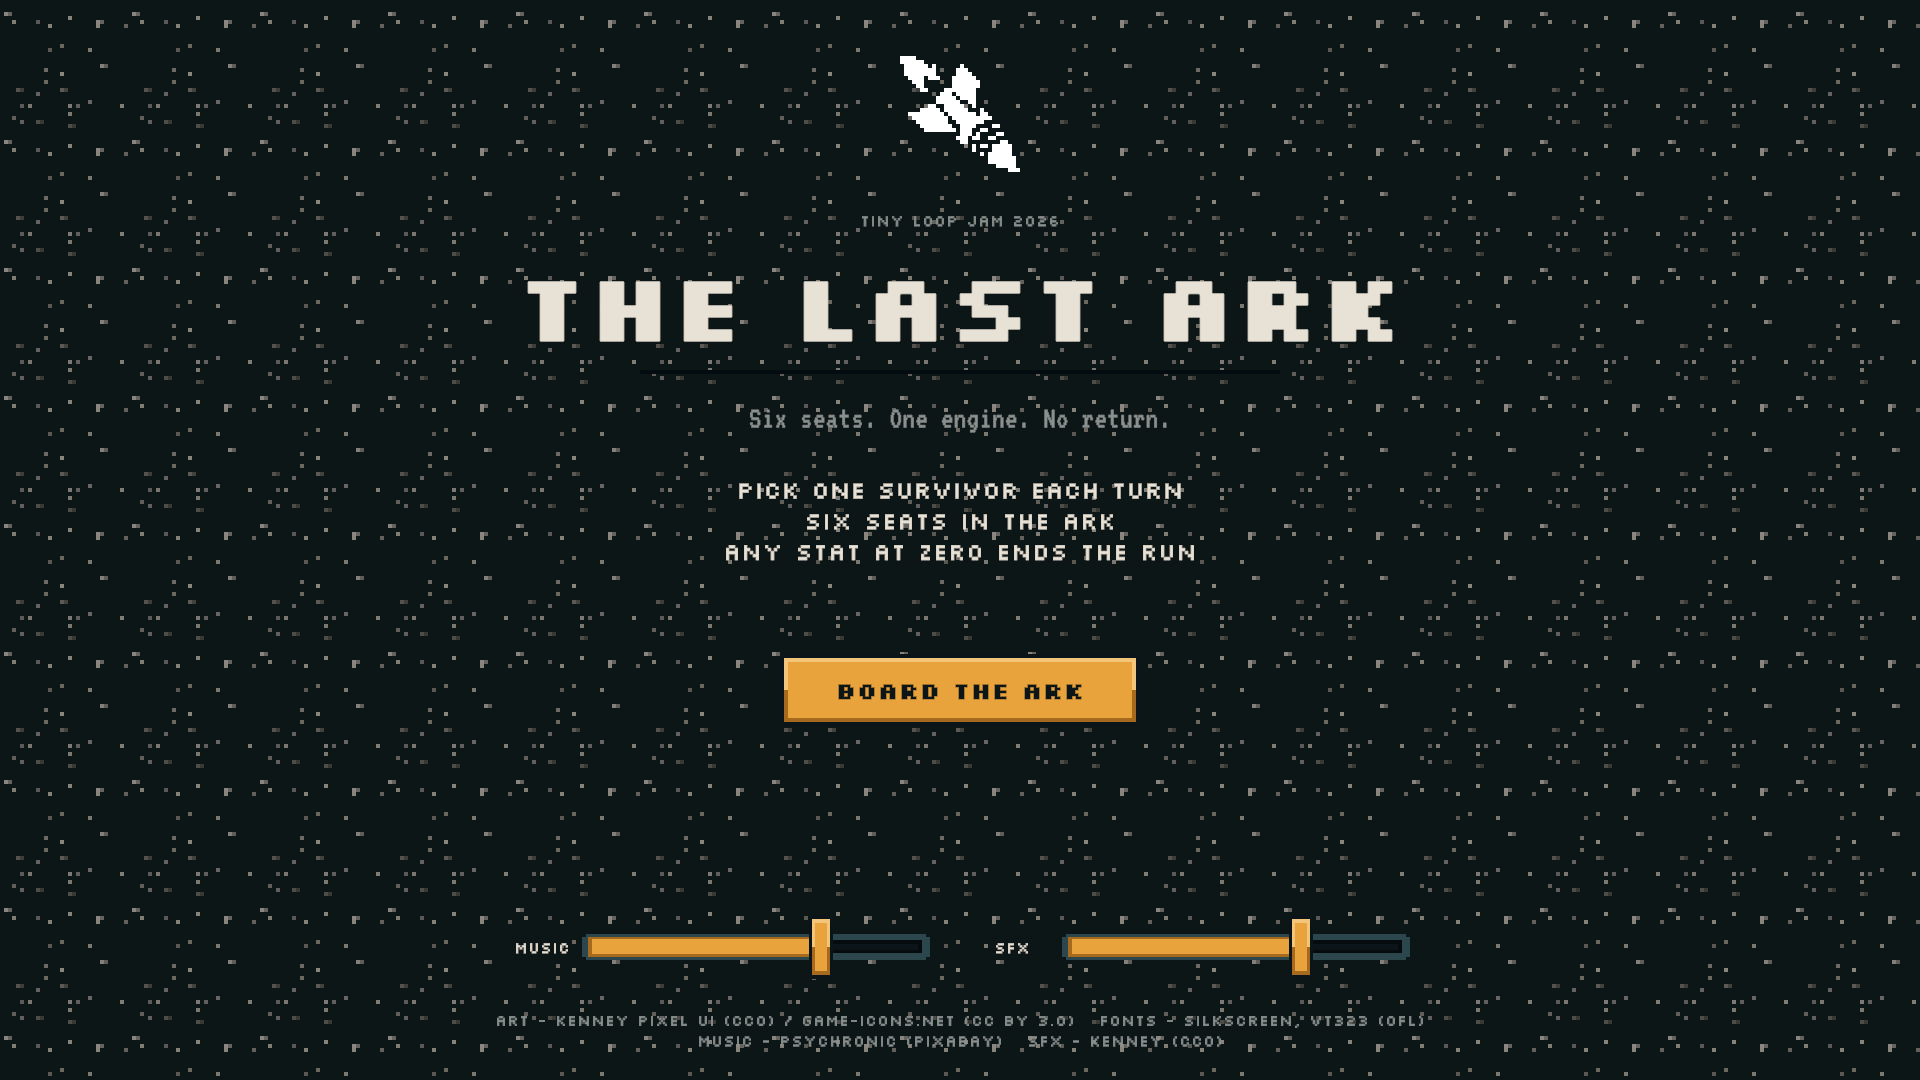 TINY LOOP JAM 2026
THE LAST ARK
Six seats. One engine. No return.
PICK ONE SURVIVOR EACH TURN
SIX SEATS IN THE ARK
ANY STAT AT ZERO ENDS THE RUN
BOARD THE ARK
MUSIC
SFX
ART - KENNEY PIXEL UI (CC0) / GAME-ICONS.NET (CC BY 3.0) FONTS - SILKSCREEN, VT323 (OFL)
MUSIC - PSYCHRONIC (PIXABAY) SFX - KENNEY (CC0)